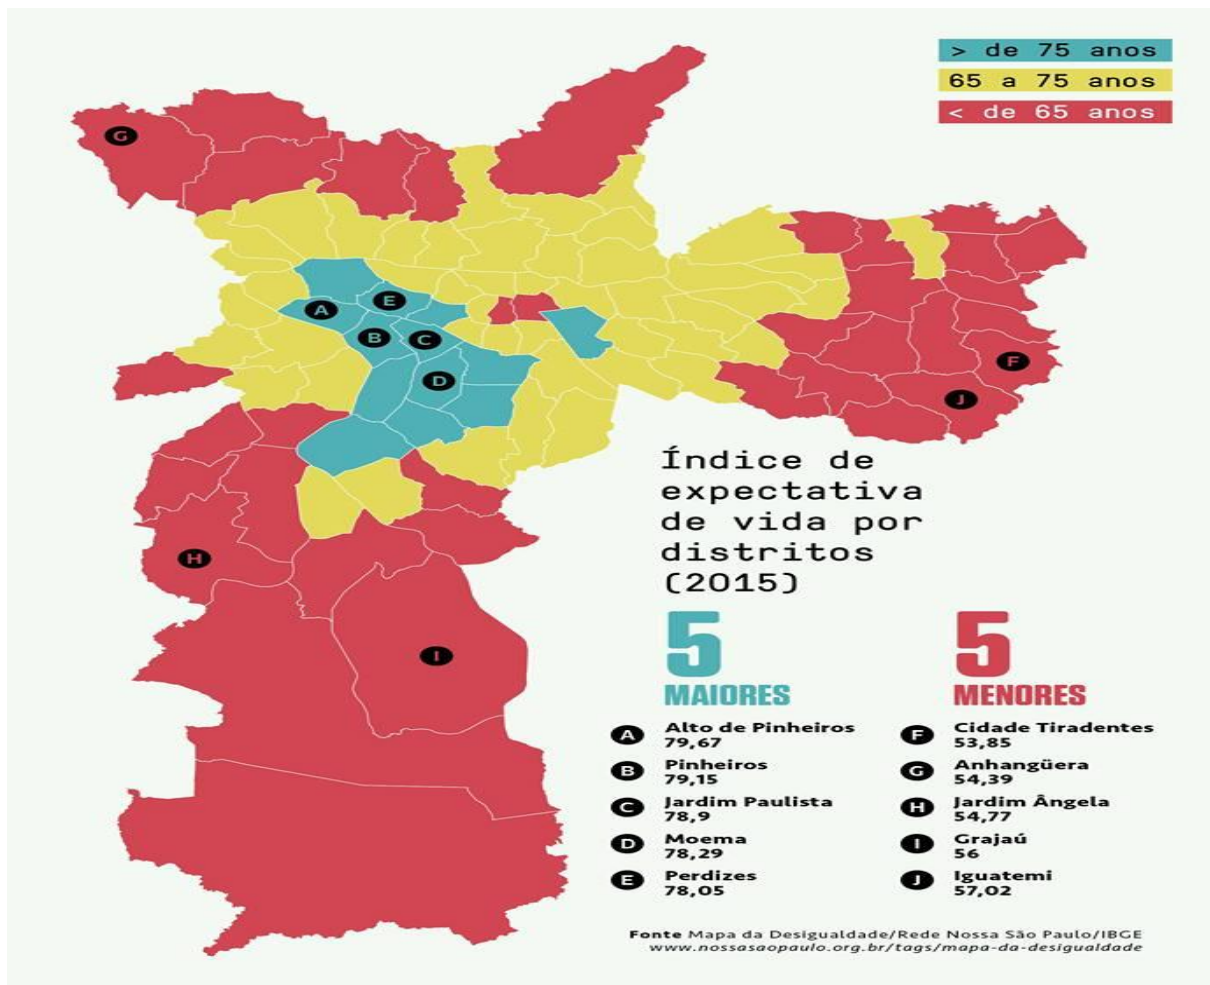 > de 75 anos
65 a 75 anos
< de 65 anos
G
E
A
B
C
D
F
J
H
I
Índice de
expectativa
de vida por
distritos
(2015)
5
MAIORES
A Alto de Pinheiros
79,67
B Pinheiros
79,15
C Jardim Paulista
78,9
D Moema
78,29
E Perdizes
78,05
5
MENORES
F Cidade Tiradentes
53,85
G Anhangüera
54,39
H Jardim Ângela
54,77
I Grajaú
56
J Iguatemi
57,02
Fonte Mapa da Desigualdade/Rede Nossa São Paulo/IBGE
www.nossasaopaulo.org.br/tags/mapa-da-desigualdade